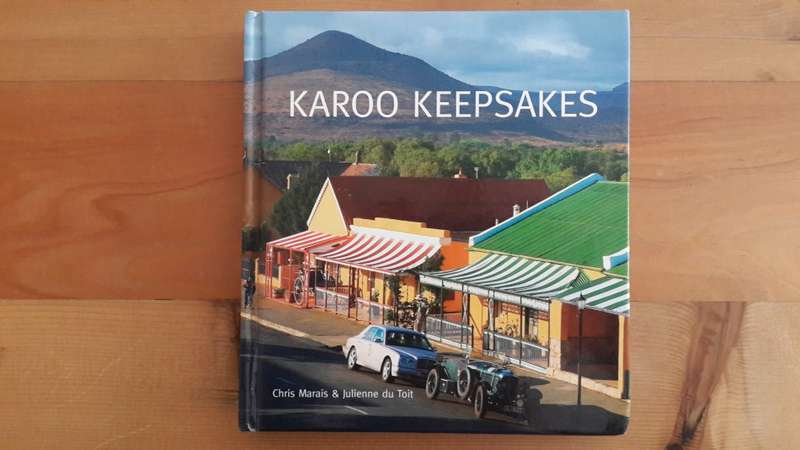 KAROO KEEPSAKES
Chris Marais & Julienne du Toit